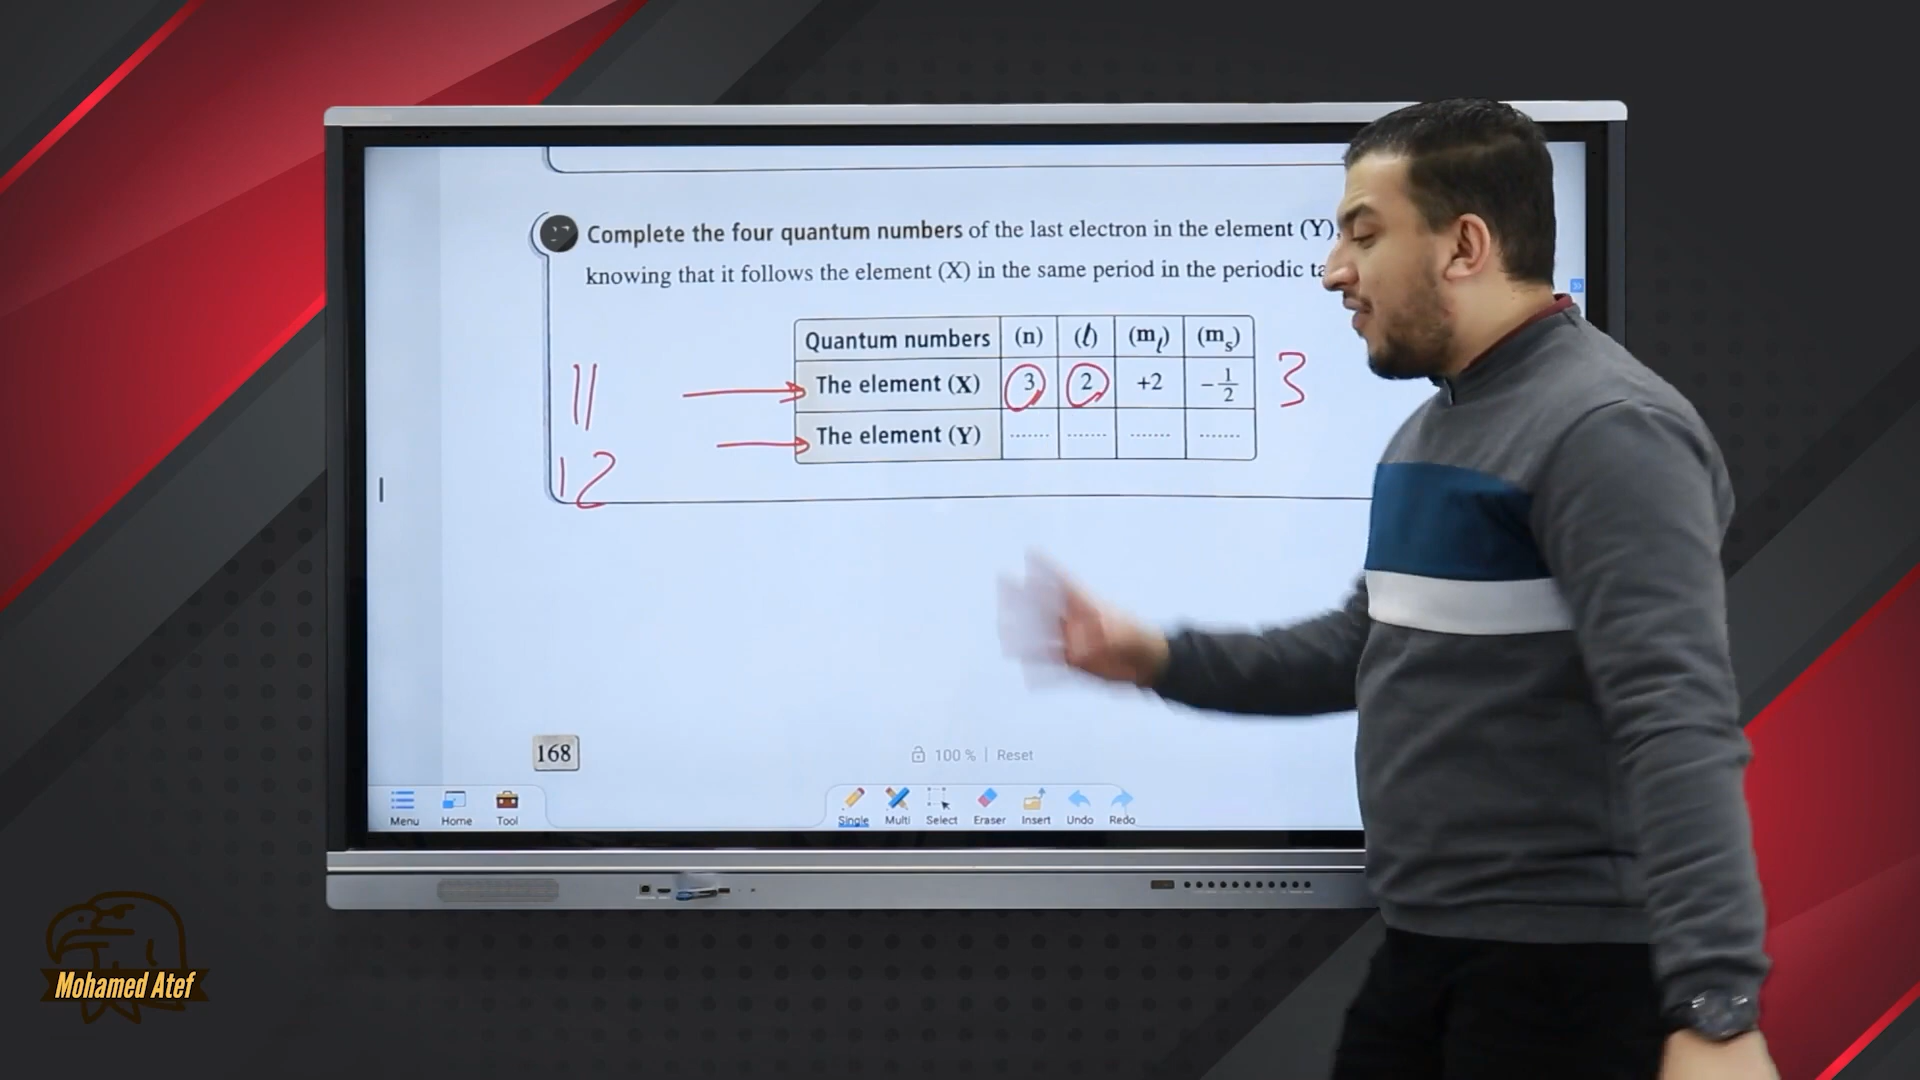 Complete the four quantum numbers of the last electron in the element (Y),
knowing that it follows the element (X) in the same period in the periodic ta
Quantum numbers (n) (ℓ) (mℓ) (ms)
11 The element (X) 3 2 +2 -1/2 3
The element (Y) ........ ........ ........ ........
12
168
100 % | Reset
Menu Home Tool Single Multi Select Eraser Insert Undo Redo
Mohamed Atef